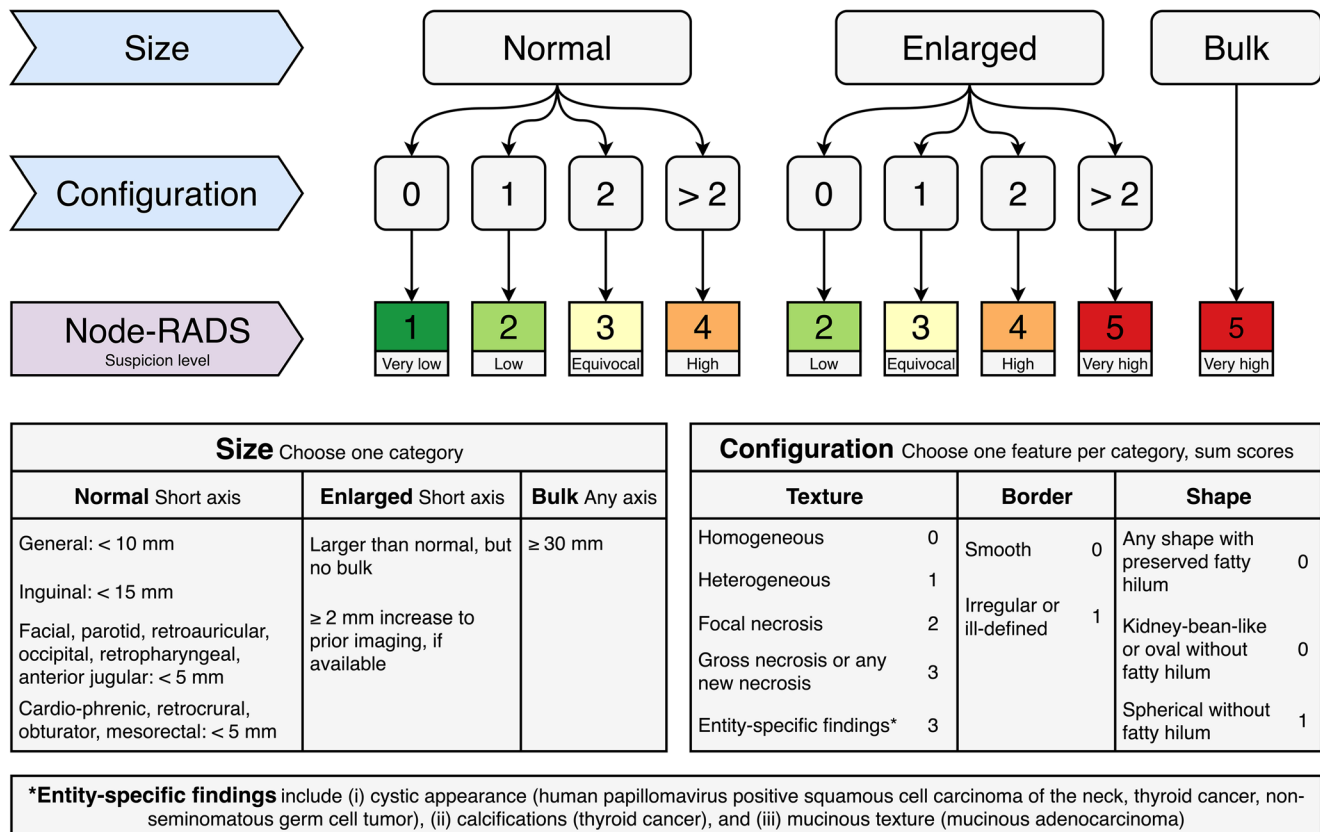 Size
Normal
Enlarged
Bulk
Configuration
0
1
2
> 2
0
1
2
> 2
Node-RADS
Suspicion level
1
2
3
4
2
3
4
5
5
Very low
Low
Equivocal
High
Low
Equivocal
High
Very high
Very high
Size Choose one category
Normal Short axis
Enlarged Short axis
Bulk Any axis
General: < 10 mm
Inguinal: < 15 mm
Facial, parotid, retroauricular,
occipital, retropharyngeal,
anterior jugular: < 5 mm
Cardio-phrenic, retrocrural,
obturator, mesorectal: < 5 mm
Larger than normal, but
no bulk
≥ 2 mm increase to
prior imaging, if
available
≥ 30 mm
Configuration Choose one feature per category, sum scores
Texture
Border
Shape
Homogeneous 0
Heterogeneous 1
Focal necrosis 2
Gross necrosis or any
new necrosis 3
Entity-specific findings* 3
Smooth 0
Irregular or
ill-defined 1
Any shape with
preserved fatty
hilum 0
Kidney-bean-like
or oval without
fatty hilum 0
Spherical without
fatty hilum 1
*Entity-specific findings include (i) cystic appearance (human papillomavirus positive squamous cell carcinoma of the neck, thyroid cancer, non-
seminomatous germ cell tumor), (ii) calcifications (thyroid cancer), and (iii) mucinous texture (mucinous adenocarcinoma)